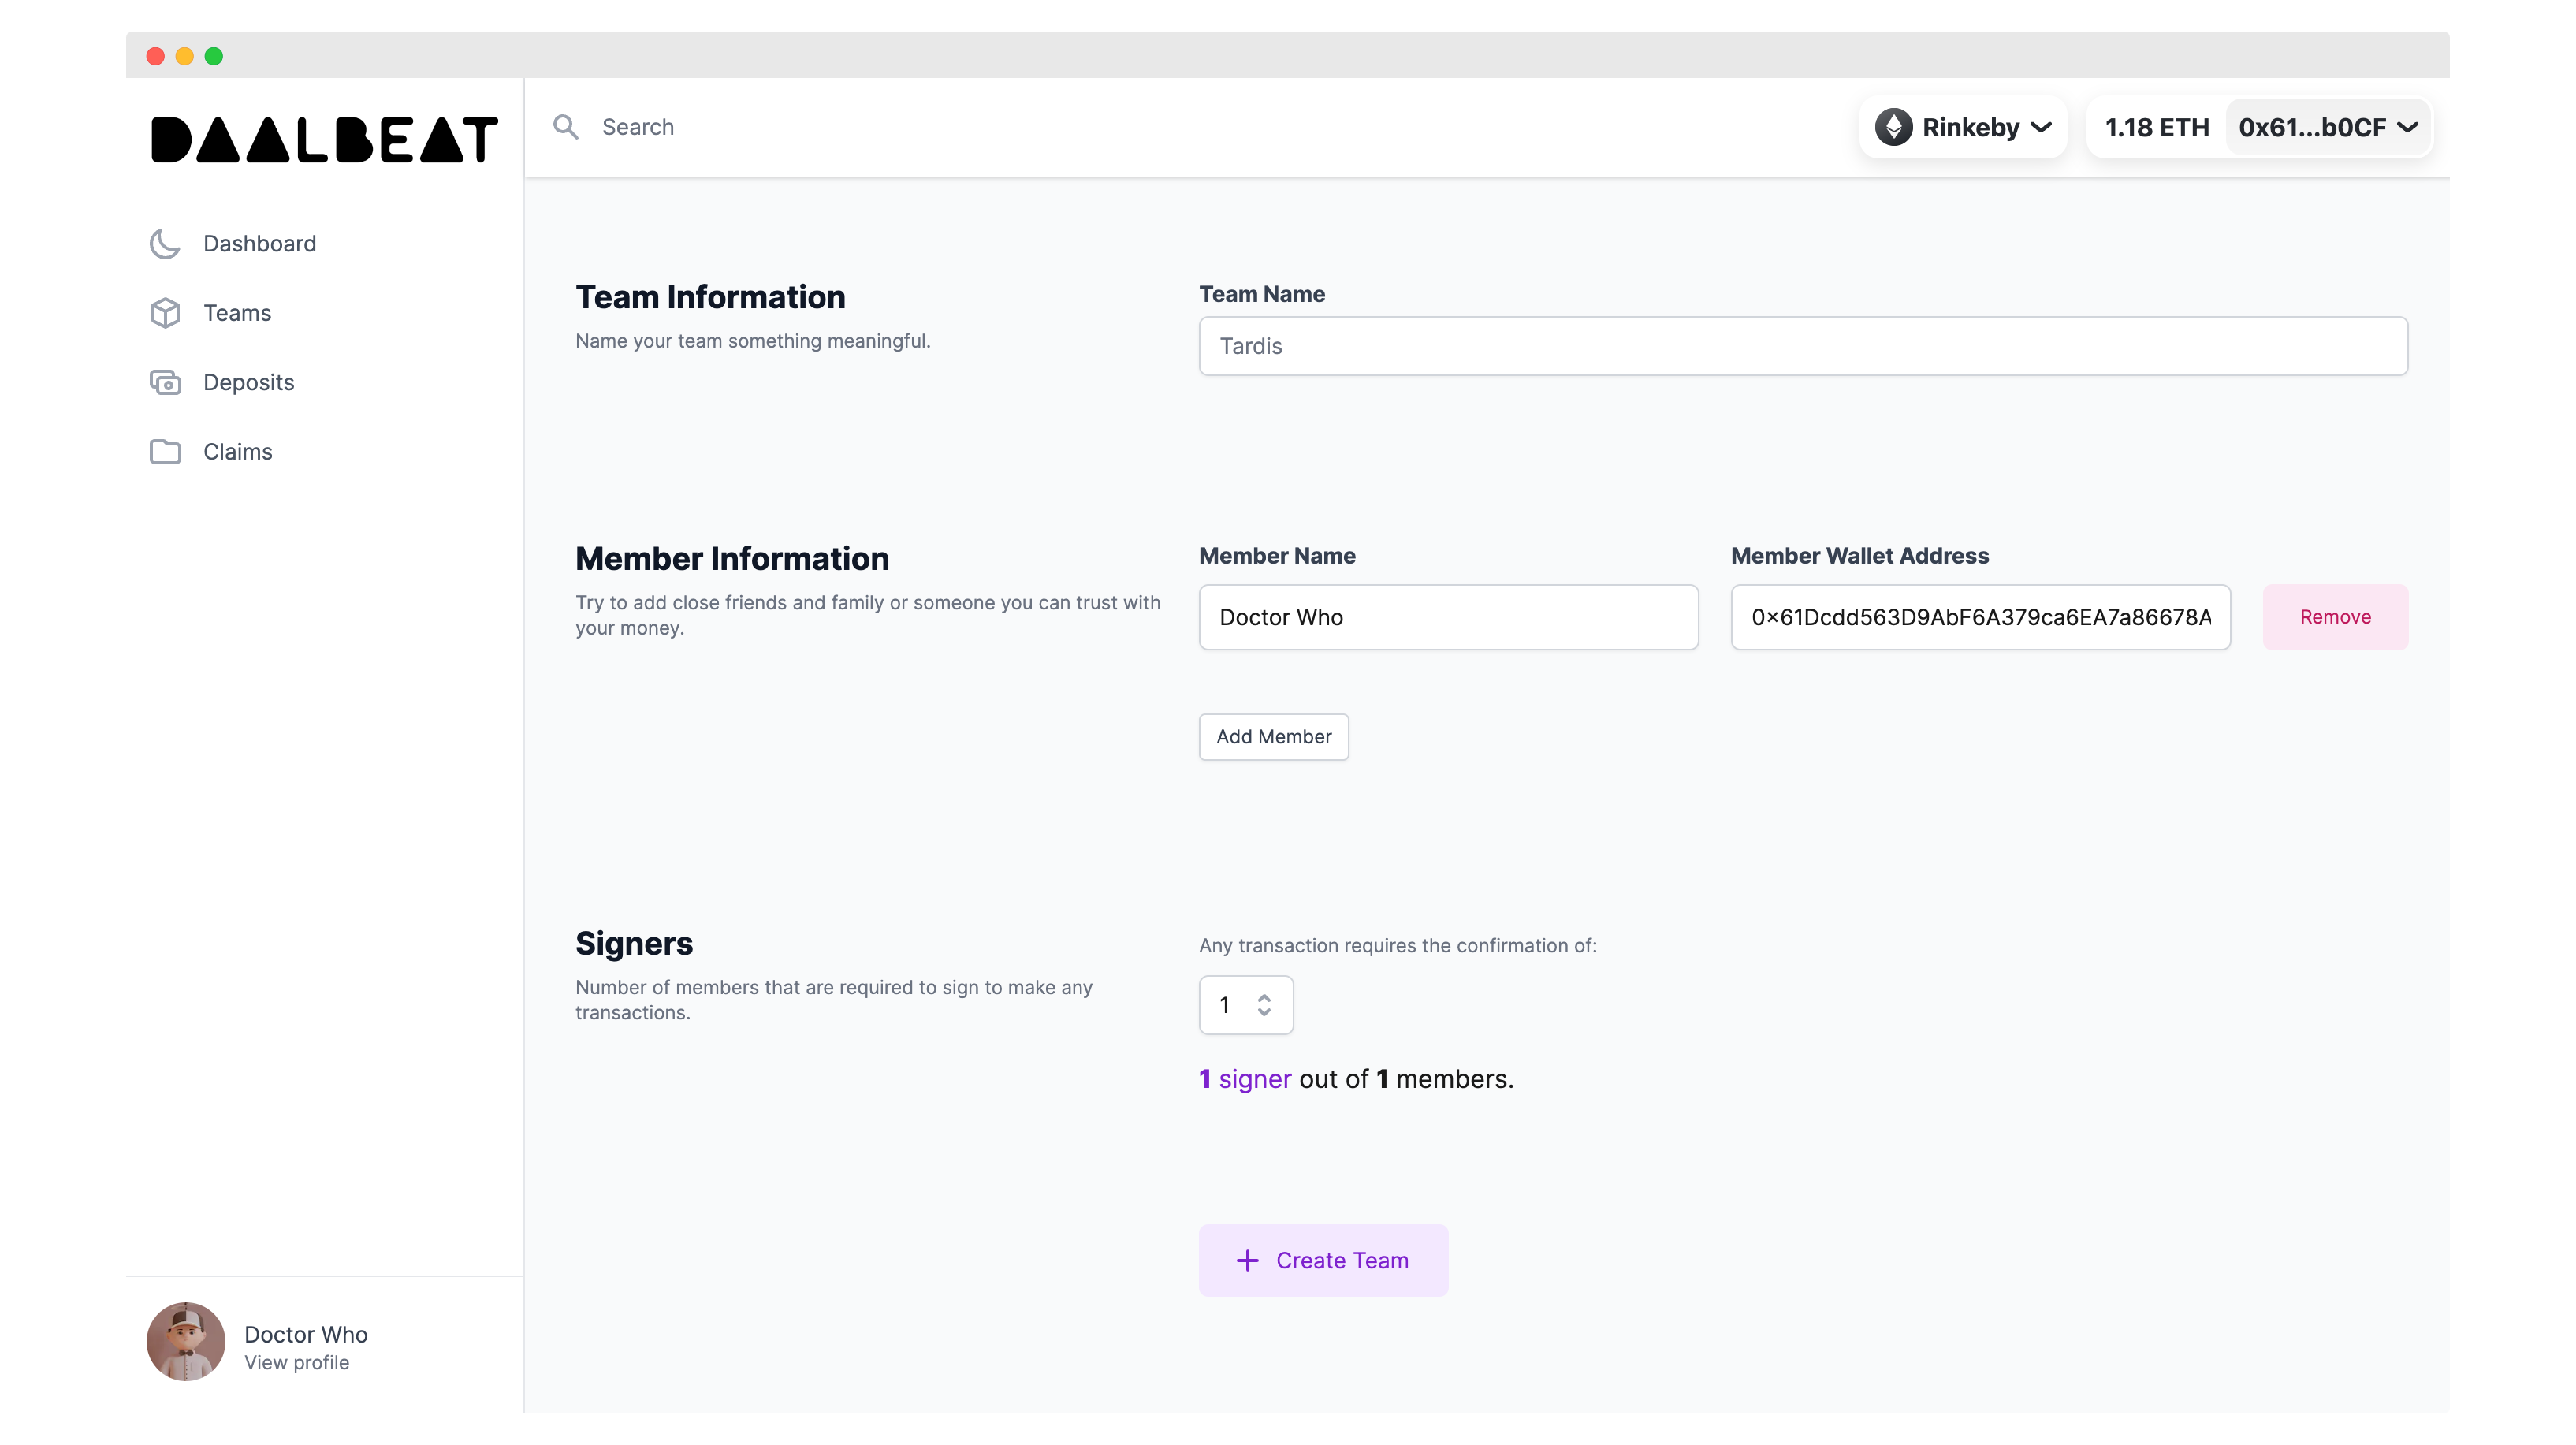 DAALBEAT
Search
Rinkeby
1.18 ETH
0x61...b0CF
Dashboard
Teams
Deposits
Claims
Team Information
Name your team something meaningful.
Team Name
Tardis
Member Information
Try to add close friends and family or someone you can trust with
your money.
Member Name
Doctor Who
Member Wallet Address
0x61Dcdd563D9AbF6A379ca6EA7a86678A
Remove
Add Member
Signers
Number of members that are required to sign to make any
transactions.
Any transaction requires the confirmation of:
1
1 signer out of 1 members.
Create Team
Doctor Who
View profile